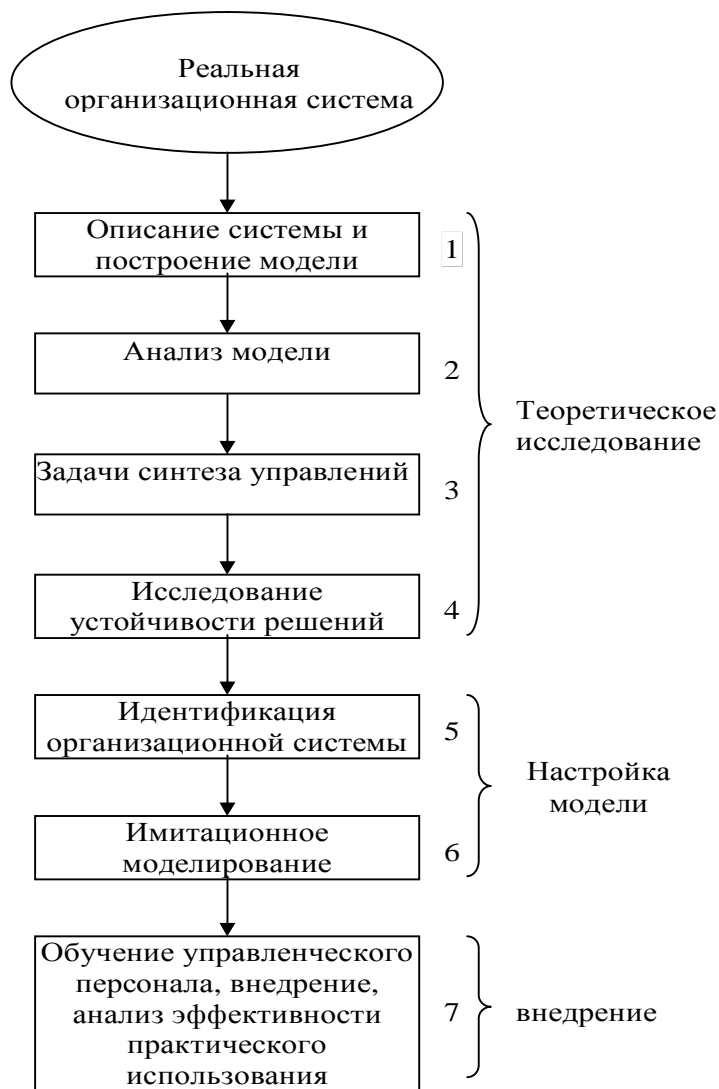 Реальная
организационная система
Описание системы и
построение модели
1
Анализ модели
2
Задачи синтеза управлений
3
Исследование
устойчивости решений
4
Теоретическое
исследование
Идентификация
организационной системы
5
Имитационное
моделирование
6
Настройка
модели
Обучение управленческого
персонала, внедрение,
анализ эффективности
практического
использования
7
внедрение